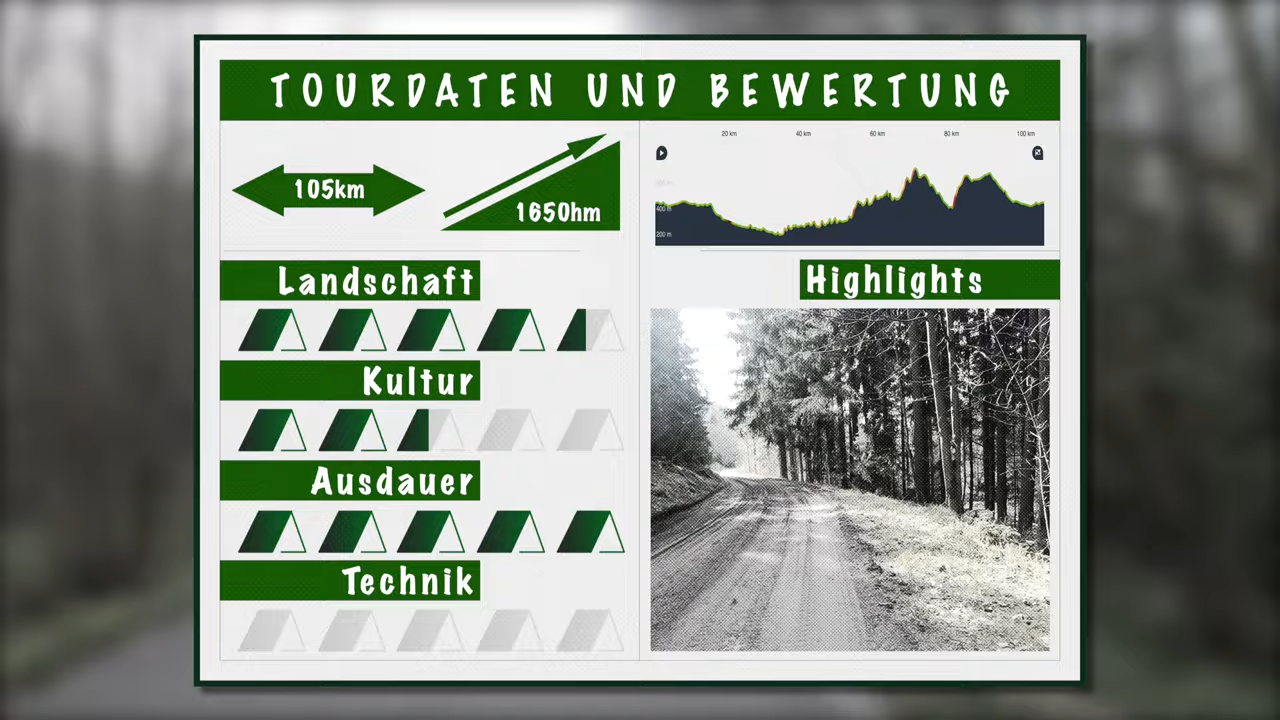 TOURDATEN UND BEWERTUNG
105km
1650hm
20 km 40 km 60 km 80 km 100 km
400 m
200 m
Landschaft
Highlights
Kultur
Ausdauer
Technik